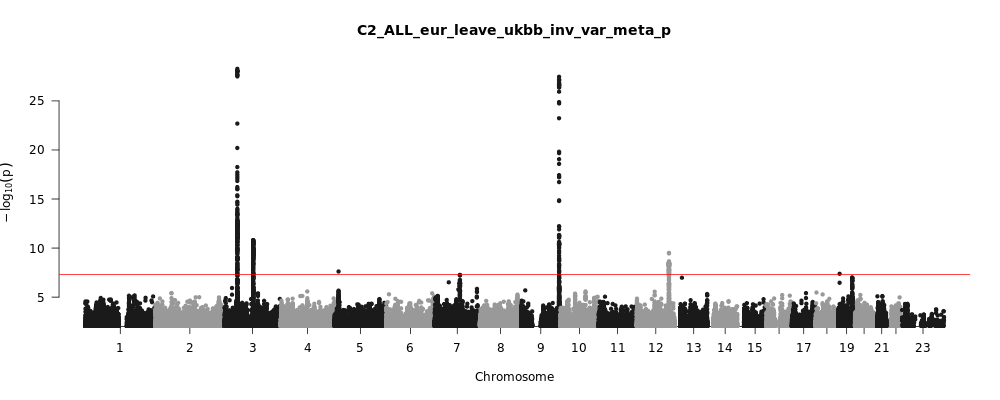 C2_ALL_eur_leave_ukbb_inv_var_meta_p
25
20
15
10
5
−log10(p)
1 2 3 4 5 6 7 8 9 10 11 12 13 14 15 17 19 21 23
Chromosome